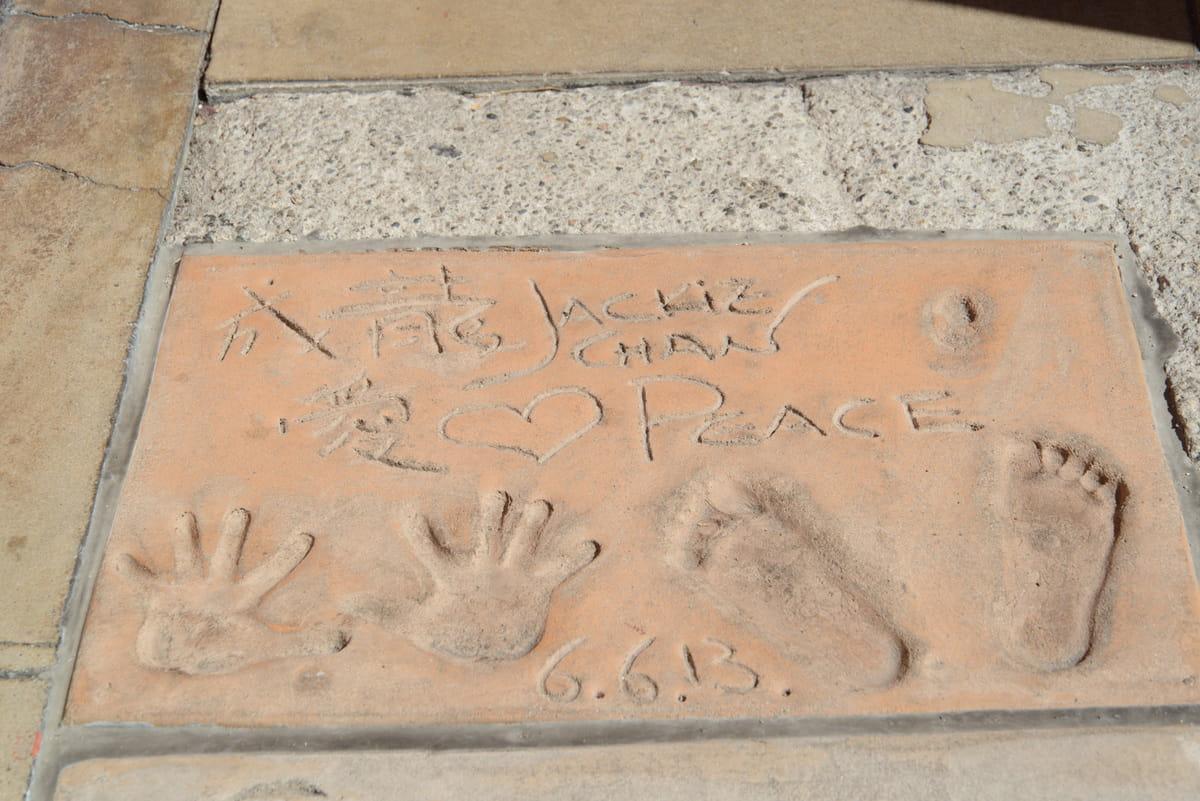 成龍 JACKIE CHAN
愛 PEACE
6.6.13.